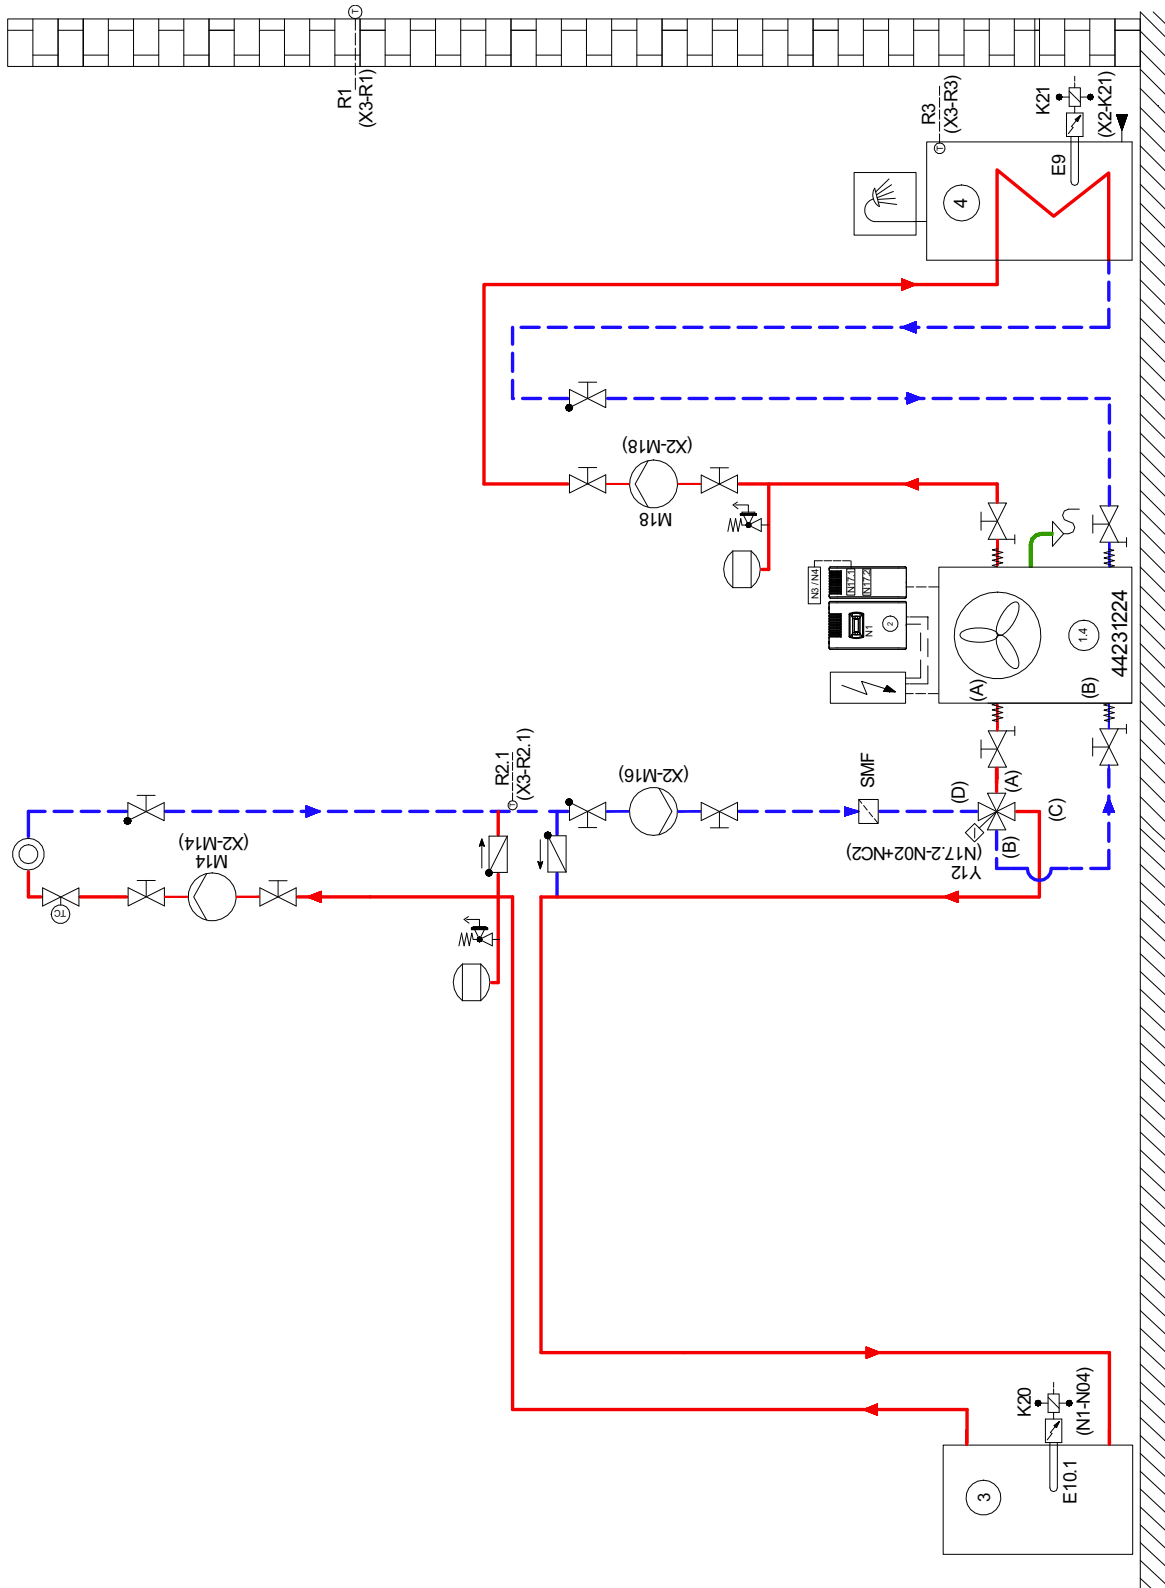 R1
(X3-R1)
T
R3
(X3-R3)
T
K21
(X2-K21)
E9
4
M18
(X2-M18)
N3 /N4
N17.1
N17.2
N1
2
1.4
44231224
(A)
(B)
R2.1
(X3-R2.1)
T
(X2-M16)
SMF
(D)
(A)
(B)
(C)
Y12
(N17.2-N02+NC2)
M14
(X2-M14)
TC
K20
(N1-N04)
E10.1
3